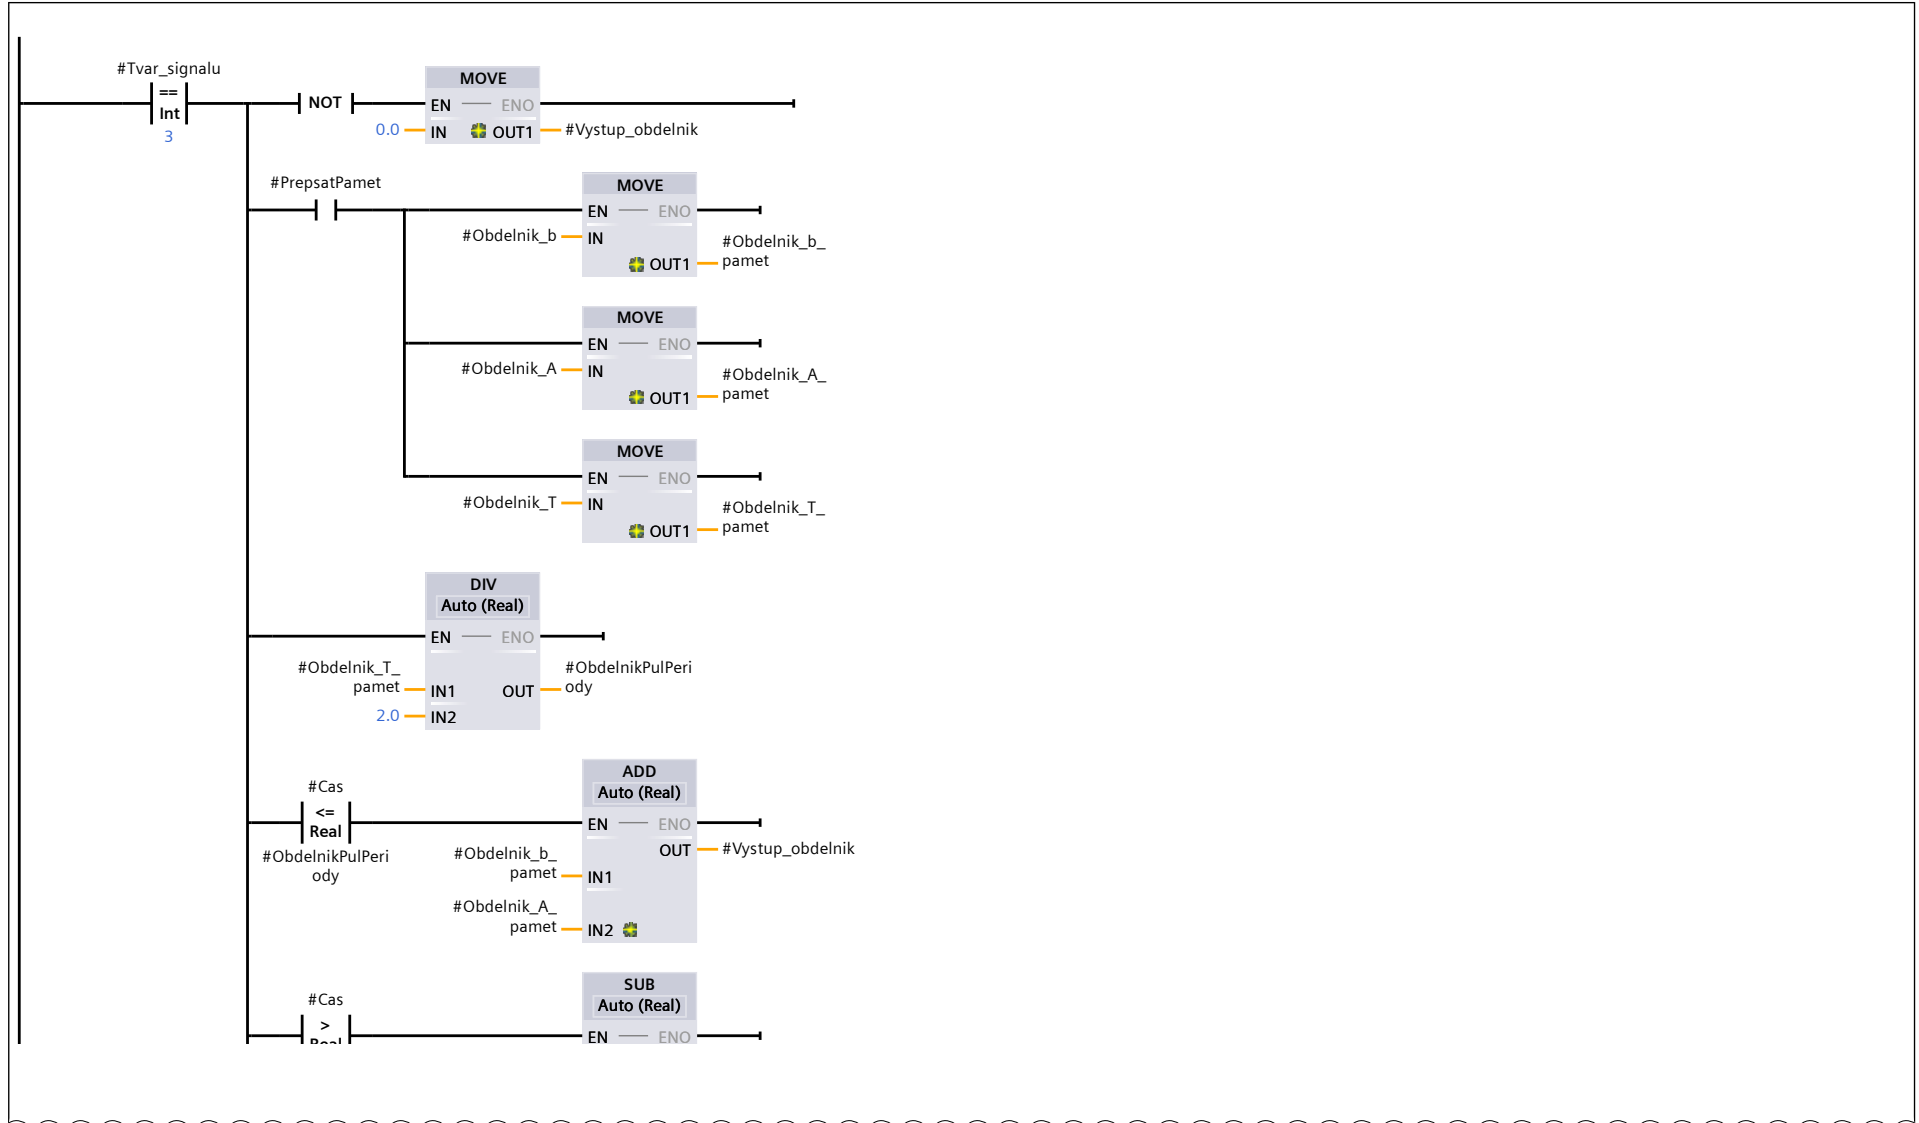 #Tvar_signalu
==
Int
3
NOT
MOVE
EN ENO
0.0 IN OUT1 #Vystup_obdelnik
#PrepsatPamet
MOVE
EN ENO
#Obdelnik_b IN
OUT1 #Obdelnik_b_
pamet
MOVE
EN ENO
#Obdelnik_A IN
OUT1 #Obdelnik_A_
pamet
MOVE
EN ENO
#Obdelnik_T IN
OUT1 #Obdelnik_T_
pamet
DIV
Auto (Real)
EN ENO
#Obdelnik_T_
pamet IN1
2.0 IN2
OUT #ObdelnikPulPeri
ody
#Cas
<=
Real
#ObdelnikPulPeri
ody
ADD
Auto (Real)
EN ENO
OUT #Vystup_obdelnik
#Obdelnik_b_
pamet IN1
#Obdelnik_A_
pamet IN2
#Cas
>
Real
SUB
Auto (Real)
EN ENO